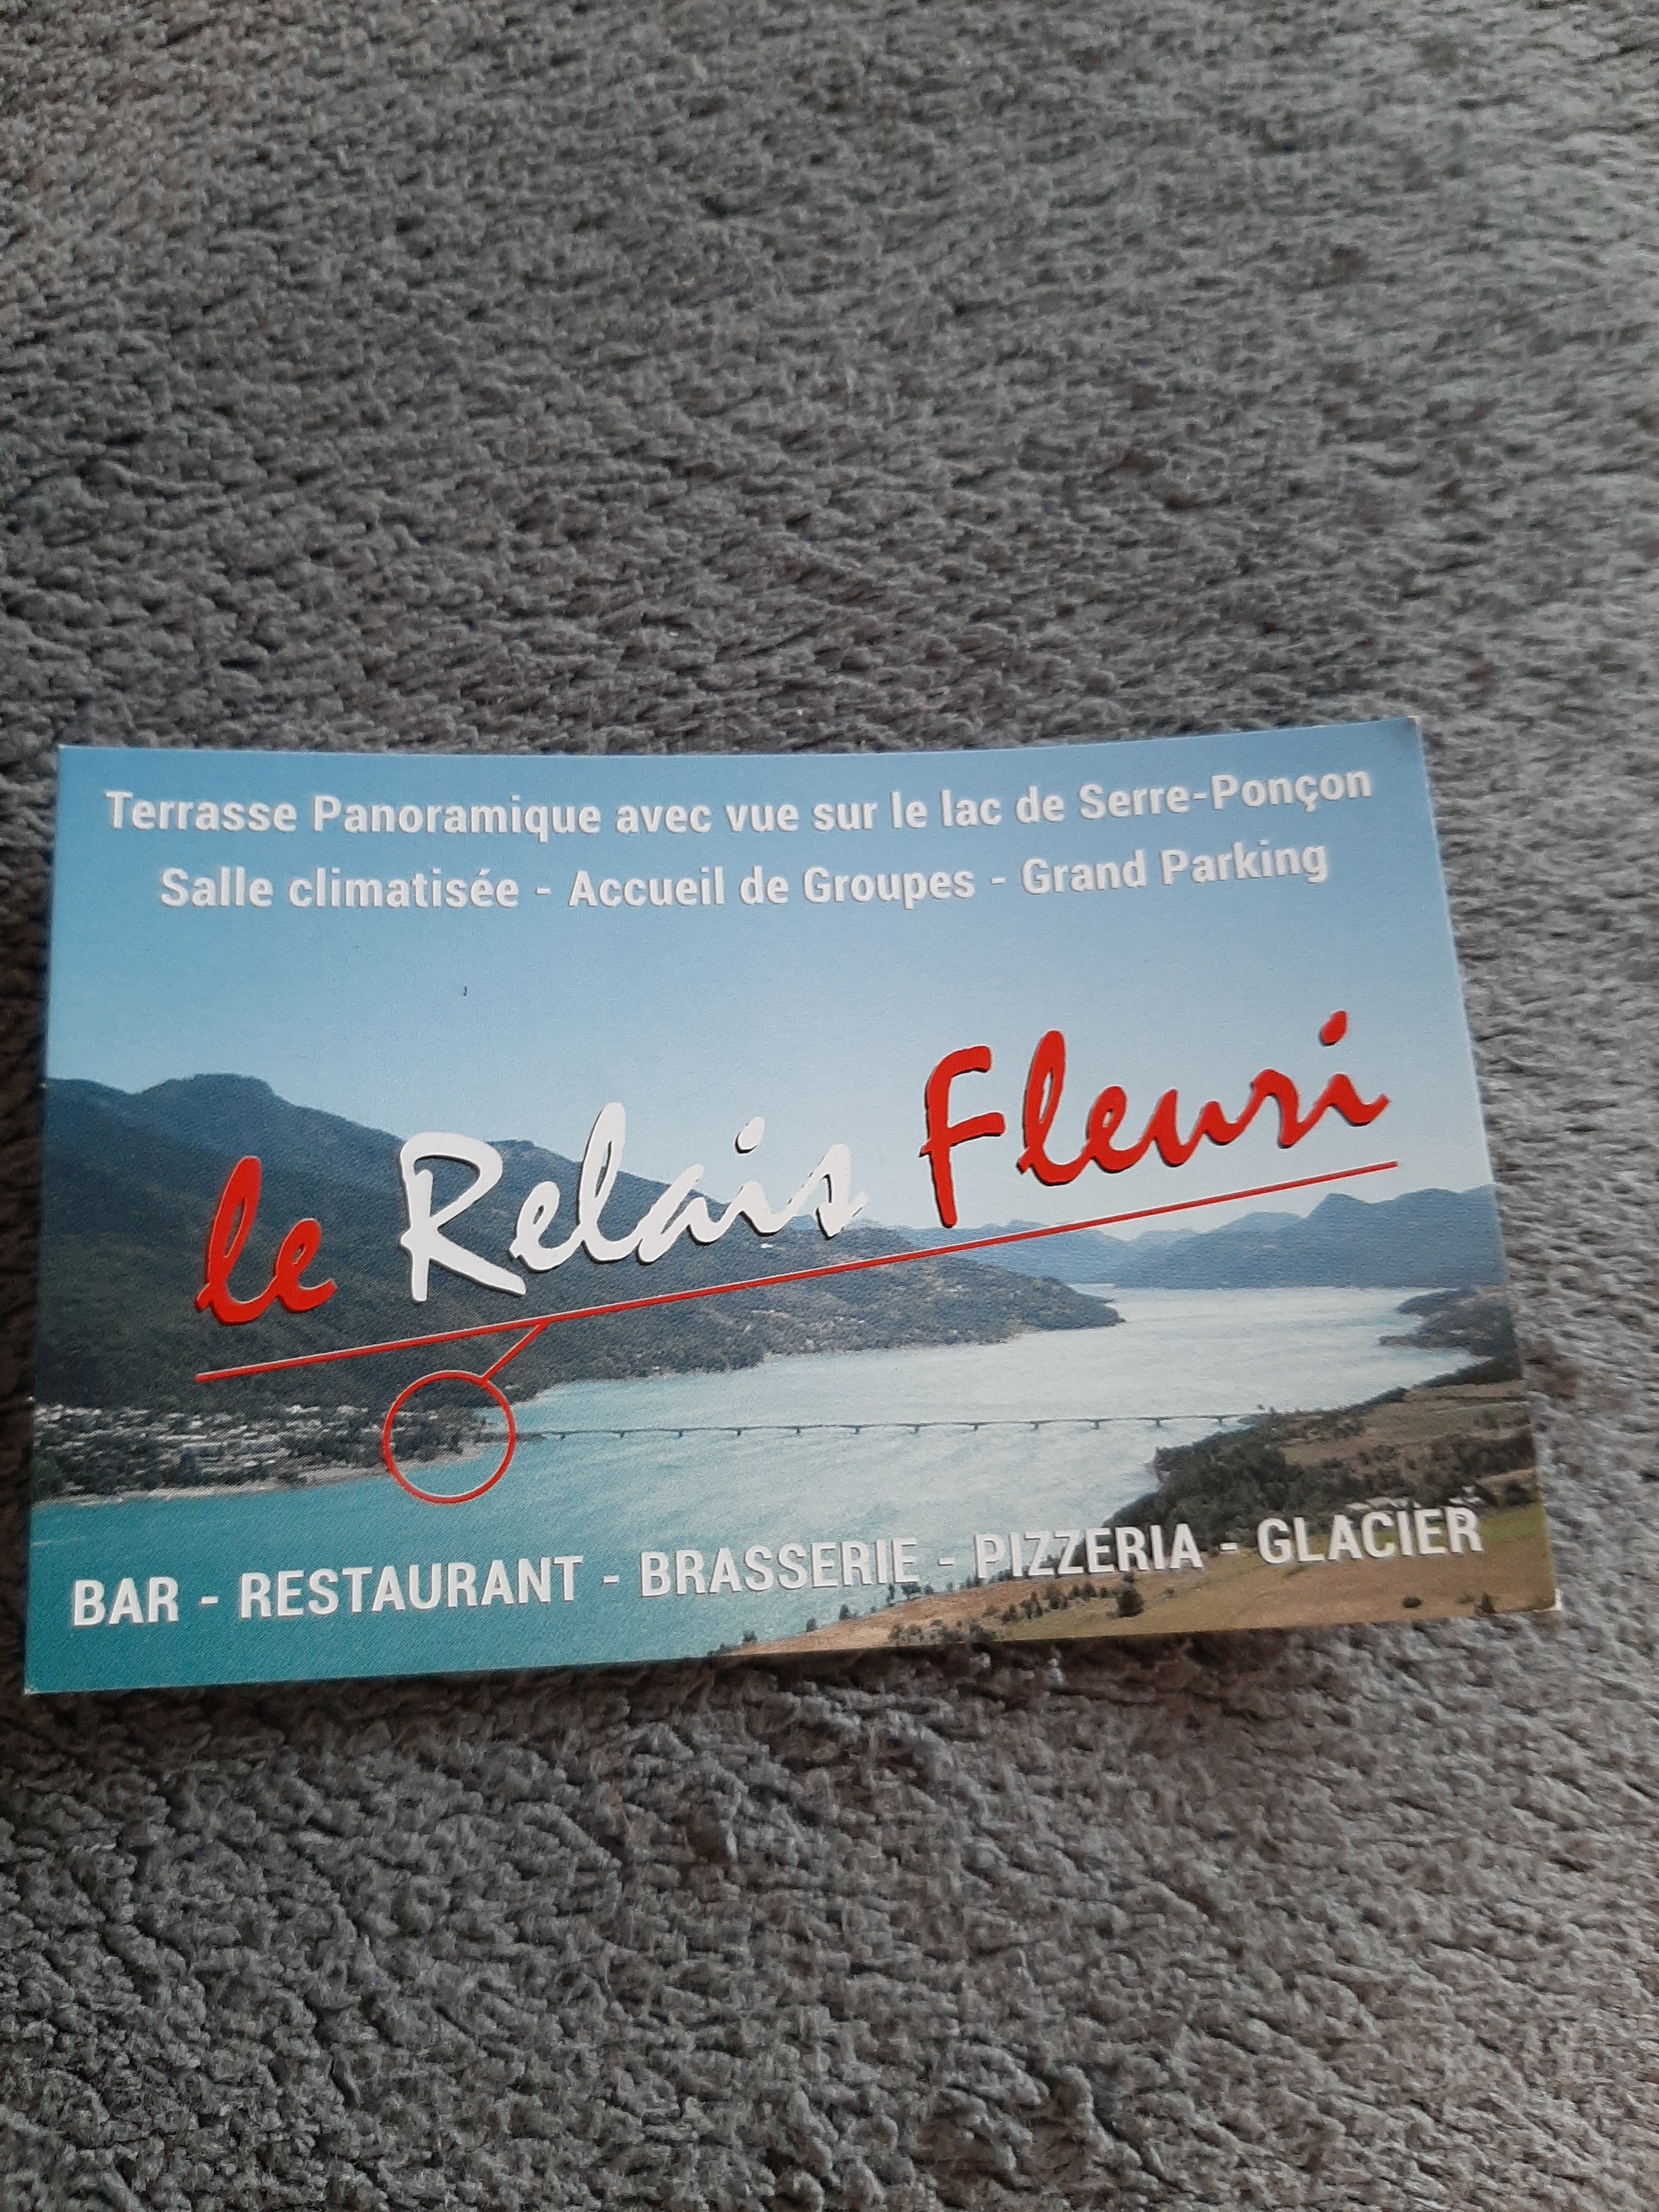 Terrasse Panoramique avec vue sur le lac de Serre-Ponçon
Salle climatisée - Accueil de Groupes - Grand Parking
le Relais Fleuri
BAR - RESTAURANT - BRASSERIE - PIZZERIA - GLACIER